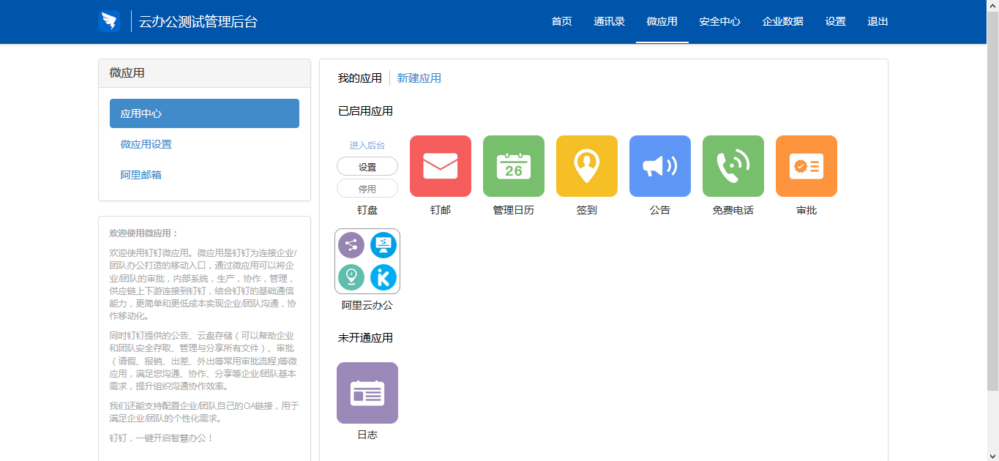 云办公测试管理后台
首页 通讯录 微应用 安全中心 企业数据 设置 退出
微应用
应用中心
微应用设置
阿里邮箱
欢迎使用微应用：
欢迎使用钉钉微应用。微应用是钉钉为连接企业/
团队办公打造的移动入口，通过微应用可以将企
业/团队的审批，内部系统，生产，协作，管理，
供应链上下游连接到钉钉，结合钉钉的基础通信
能力，更简单和更低成本实现企业/团队沟通，协
作移动化。
同时钉钉提供的公告、云盘存储（可以帮助企业
和团队安全存取、管理与分享所有文件）、审批
（请假、报销、出差、外出等常用审批流程)等微
应用，满足您沟通、协作、分享等企业/团队基本
需求，提升组织沟通协作效率。
我们还能支持配置企业/团队自己的OA链接，用于
满足企业/团队的个性化需求。
钉钉，一键开启智慧办公！
我的应用 新建应用
已启用应用
进入后台
设置
停用
26
钉盘 钉邮 管理日历 签到 公告 免费电话 审批
阿里云办公
未开通应用
日志